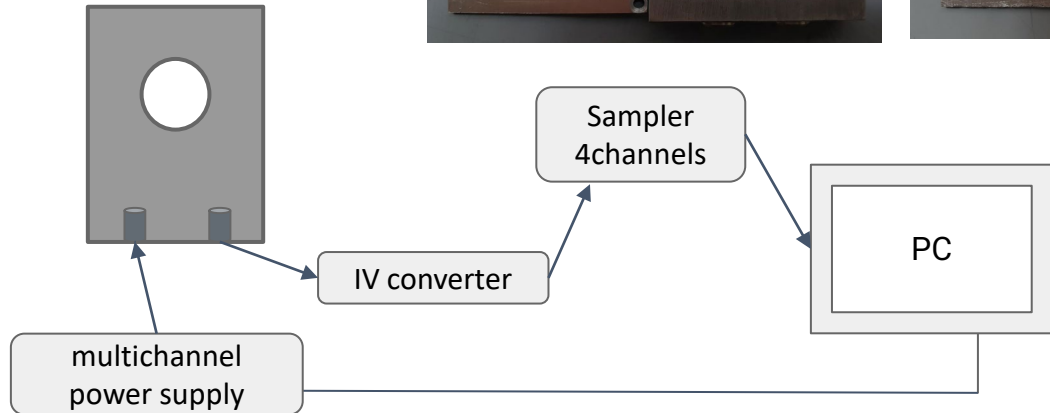 Sampler
4channels
PC
IV converter
multichannel
power supply